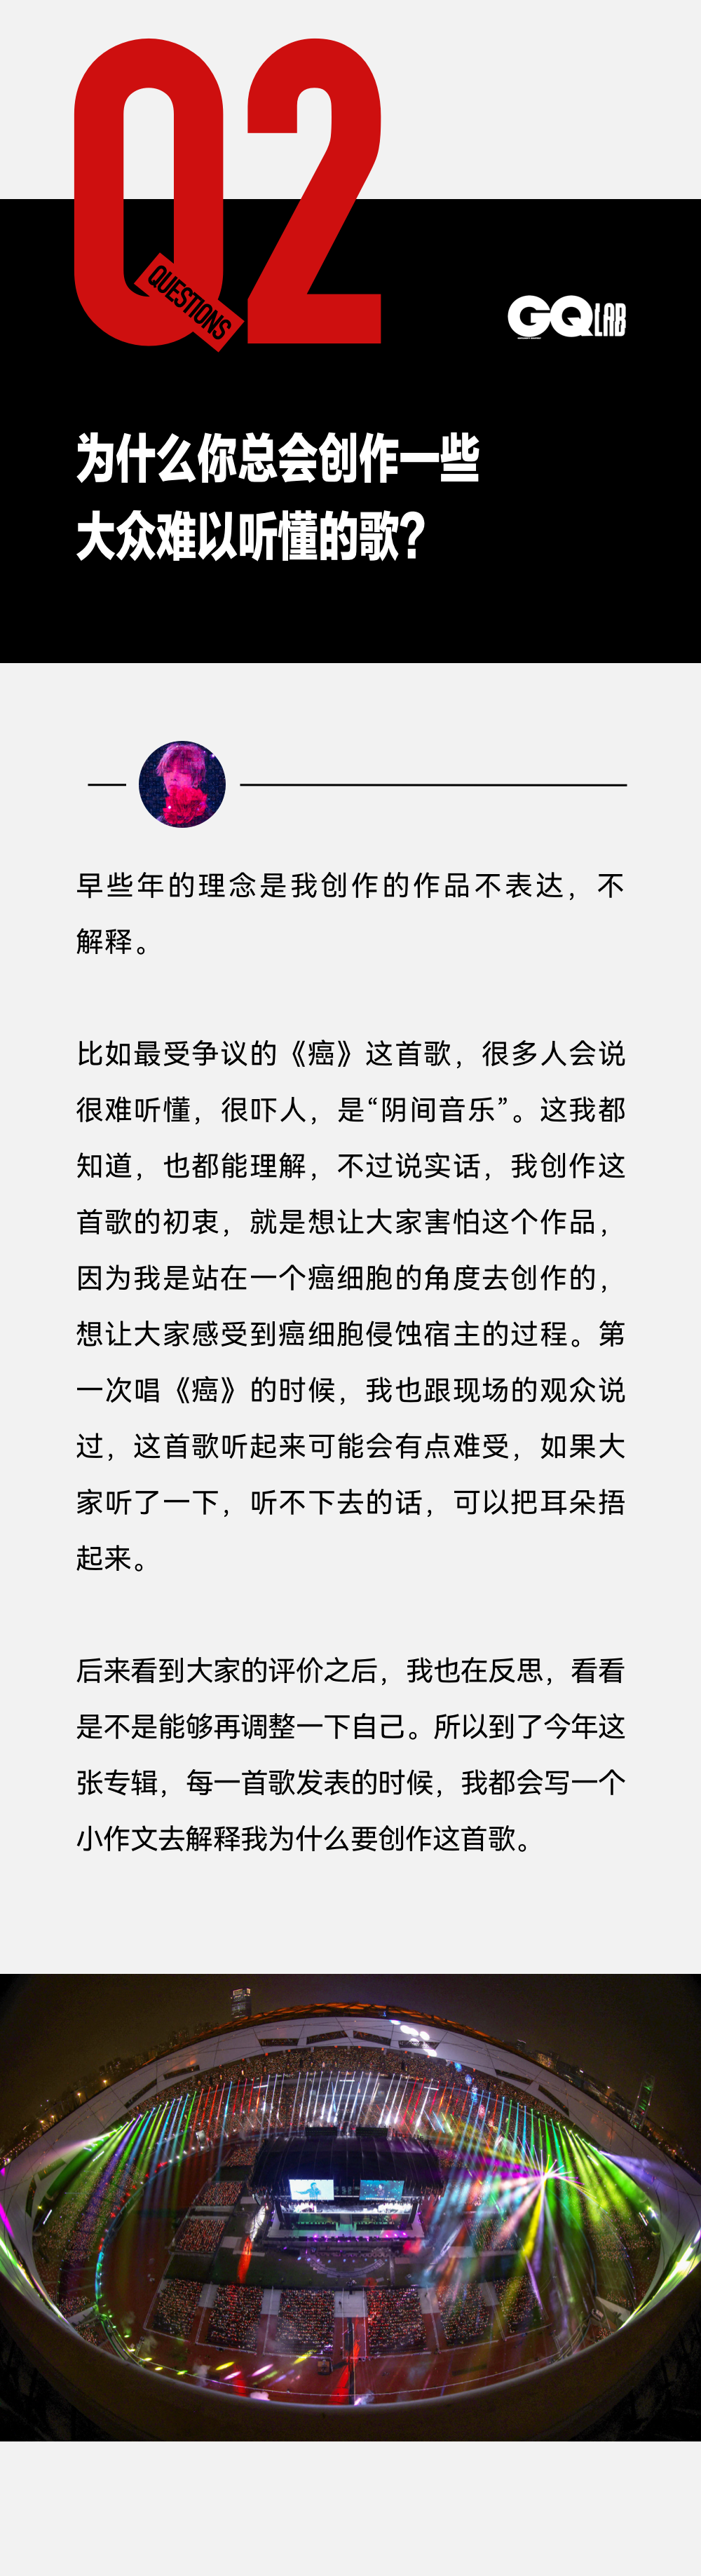 Q2
QUESTIONS
GQ LAB
为什么你总会创作一些
大众难以听懂的歌？
早些年的理念是我创作的作品不表达，不
解释。
比如最受争议的《癌》这首歌，很多人会说
很难听懂，很吓人，是“阴间音乐”。这我都
知道，也都能理解，不过说实话，我创作这
首歌的初衷，就是想让大家害怕这个作品，
因为我是站在一个癌细胞的角度去创作的，
想让大家感受到癌细胞侵蚀宿主的过程。第
一次唱《癌》的时候，我也跟现场的观众说
过，这首歌听起来可能会有点难受，如果大
家听了一下，听不下去的话，可以把耳朵捂
起来。
后来看到大家的评价之后，我也在反思，看看
是不是能够再调整一下自己。所以到了今年这
张专辑，每一首歌发表的时候，我都会写一个
小作文去解释我为什么要创作这首歌。